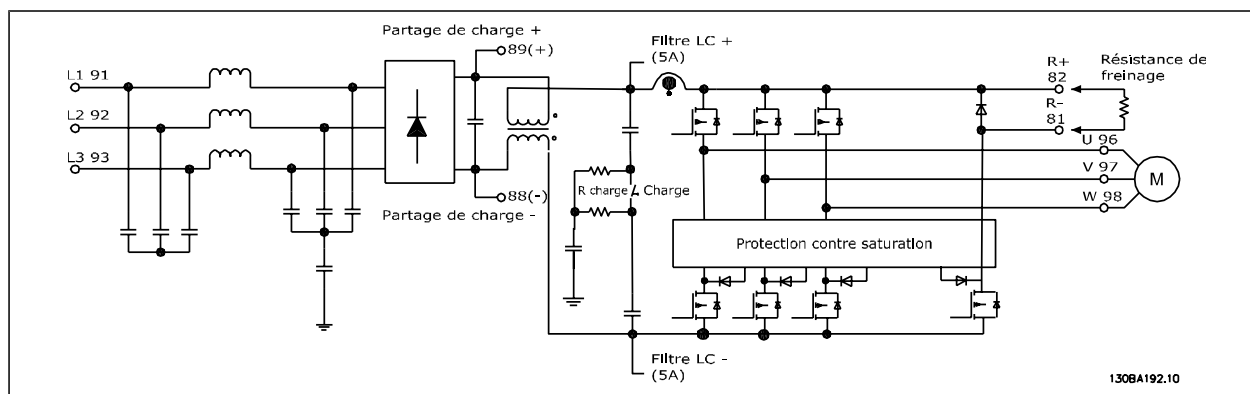 Partage de charge +
89(+)
Filtre LC +
(5A)
R+
82
Résistance de
freinage
L1 91
R-
81
L2 92
U 96
L3 93
V 97
M
88(-)
R charge
Charge
W 98
Partage de charge -
Protection contre saturation
Filtre LC -
(5A)
130BA192.10